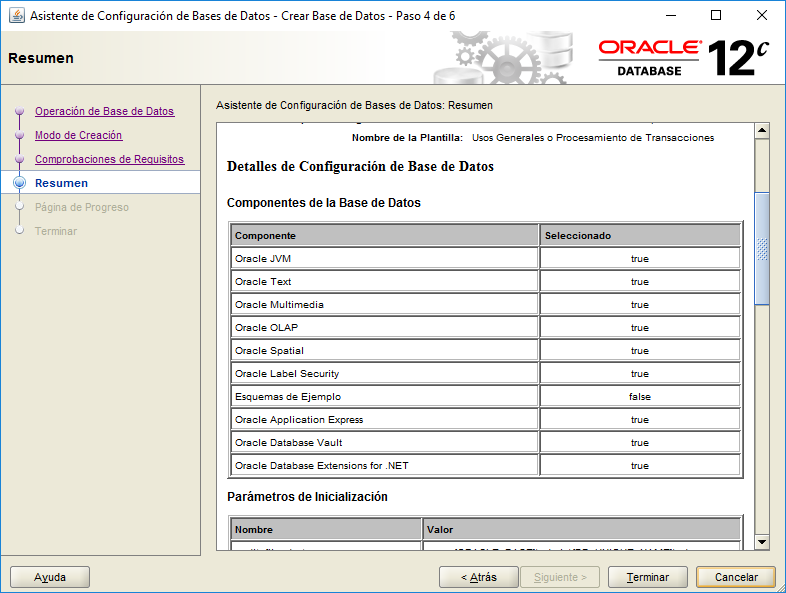 Asistente de Configuración de Bases de Datos - Crear Base de Datos - Paso 4 de 6
Resumen
ORACLE®
DATABASE
12c
Operación de Base de Datos
Modo de Creación
Comprobaciones de Requisitos
Resumen
Página de Progreso
Terminar
Asistente de Configuración de Bases de Datos: Resumen
Nombre de la Plantilla: Usos Generales o Procesamiento de Transacciones
Detalles de Configuración de Base de Datos
Componentes de la Base de Datos
Componente Seleccionado
Oracle JVM true
Oracle Text true
Oracle Multimedia true
Oracle OLAP true
Oracle Spatial true
Oracle Label Security true
Esquemas de Ejemplo false
Oracle Application Express true
Oracle Database Vault true
Oracle Database Extensions for .NET true
Parámetros de Inicialización
Nombre Valor
Ayuda < Atrás Siguiente > Terminar Cancelar